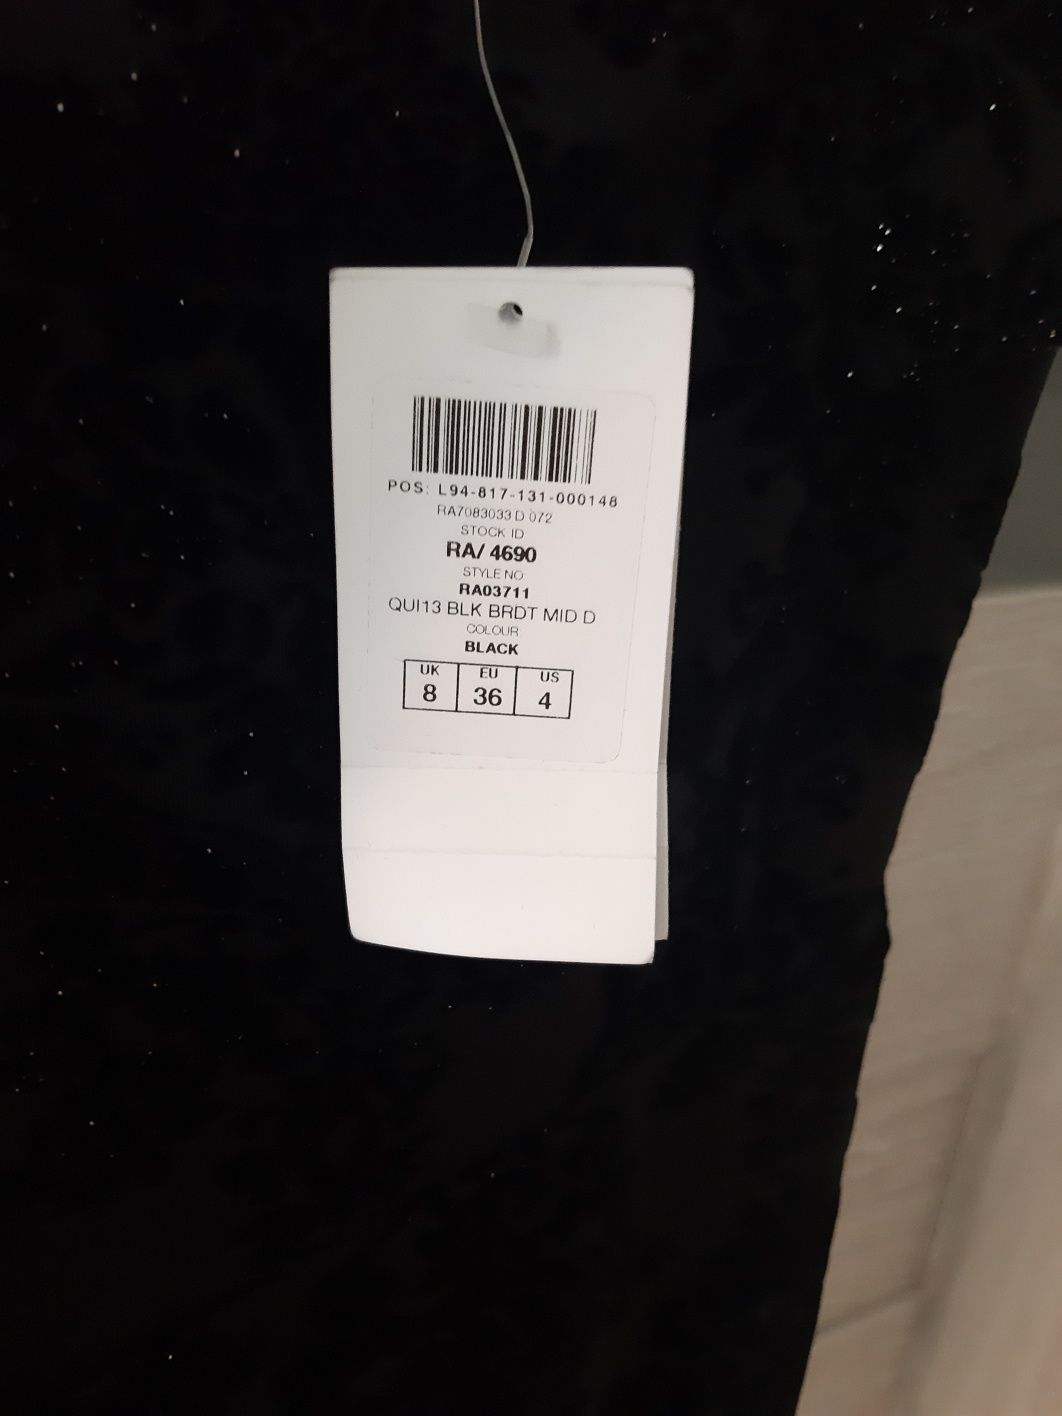 POS: L94-817-131-000148
RA7083033 D 072
STOCK ID
RA/ 4690
STYLE NO
RA03711
QUI13 BLK BRDT MID D
COLOUR
BLACK
UK EU US
8 36 4